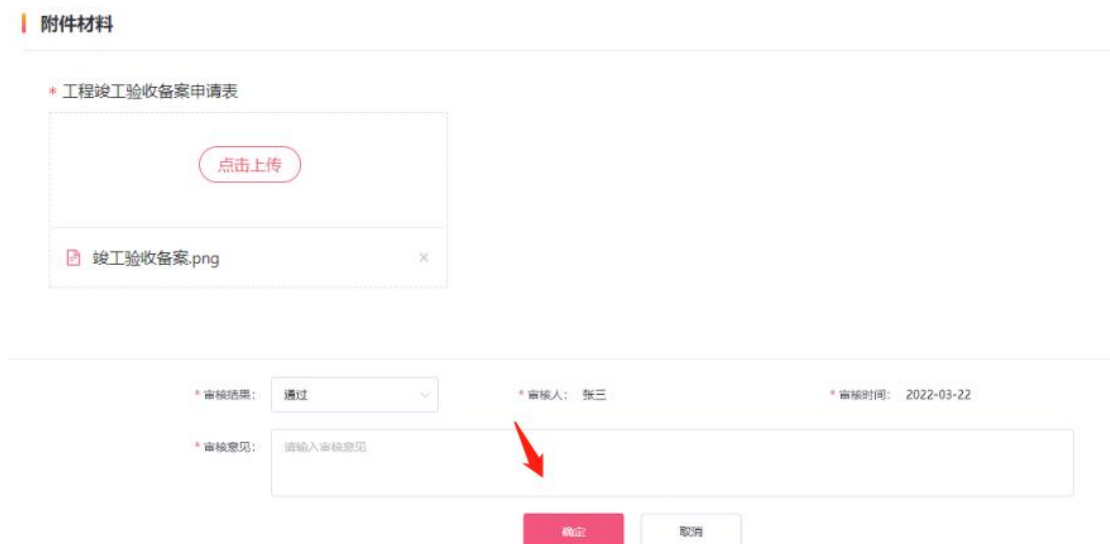 附件材料
* 工程竣工验收备案申请表
点击上传
竣工验收备案.png
* 审核结果： 通过 * 审核人： 张三 * 审核时间： 2022-03-22
* 审核意见： 请输入审核意见
确定 取消